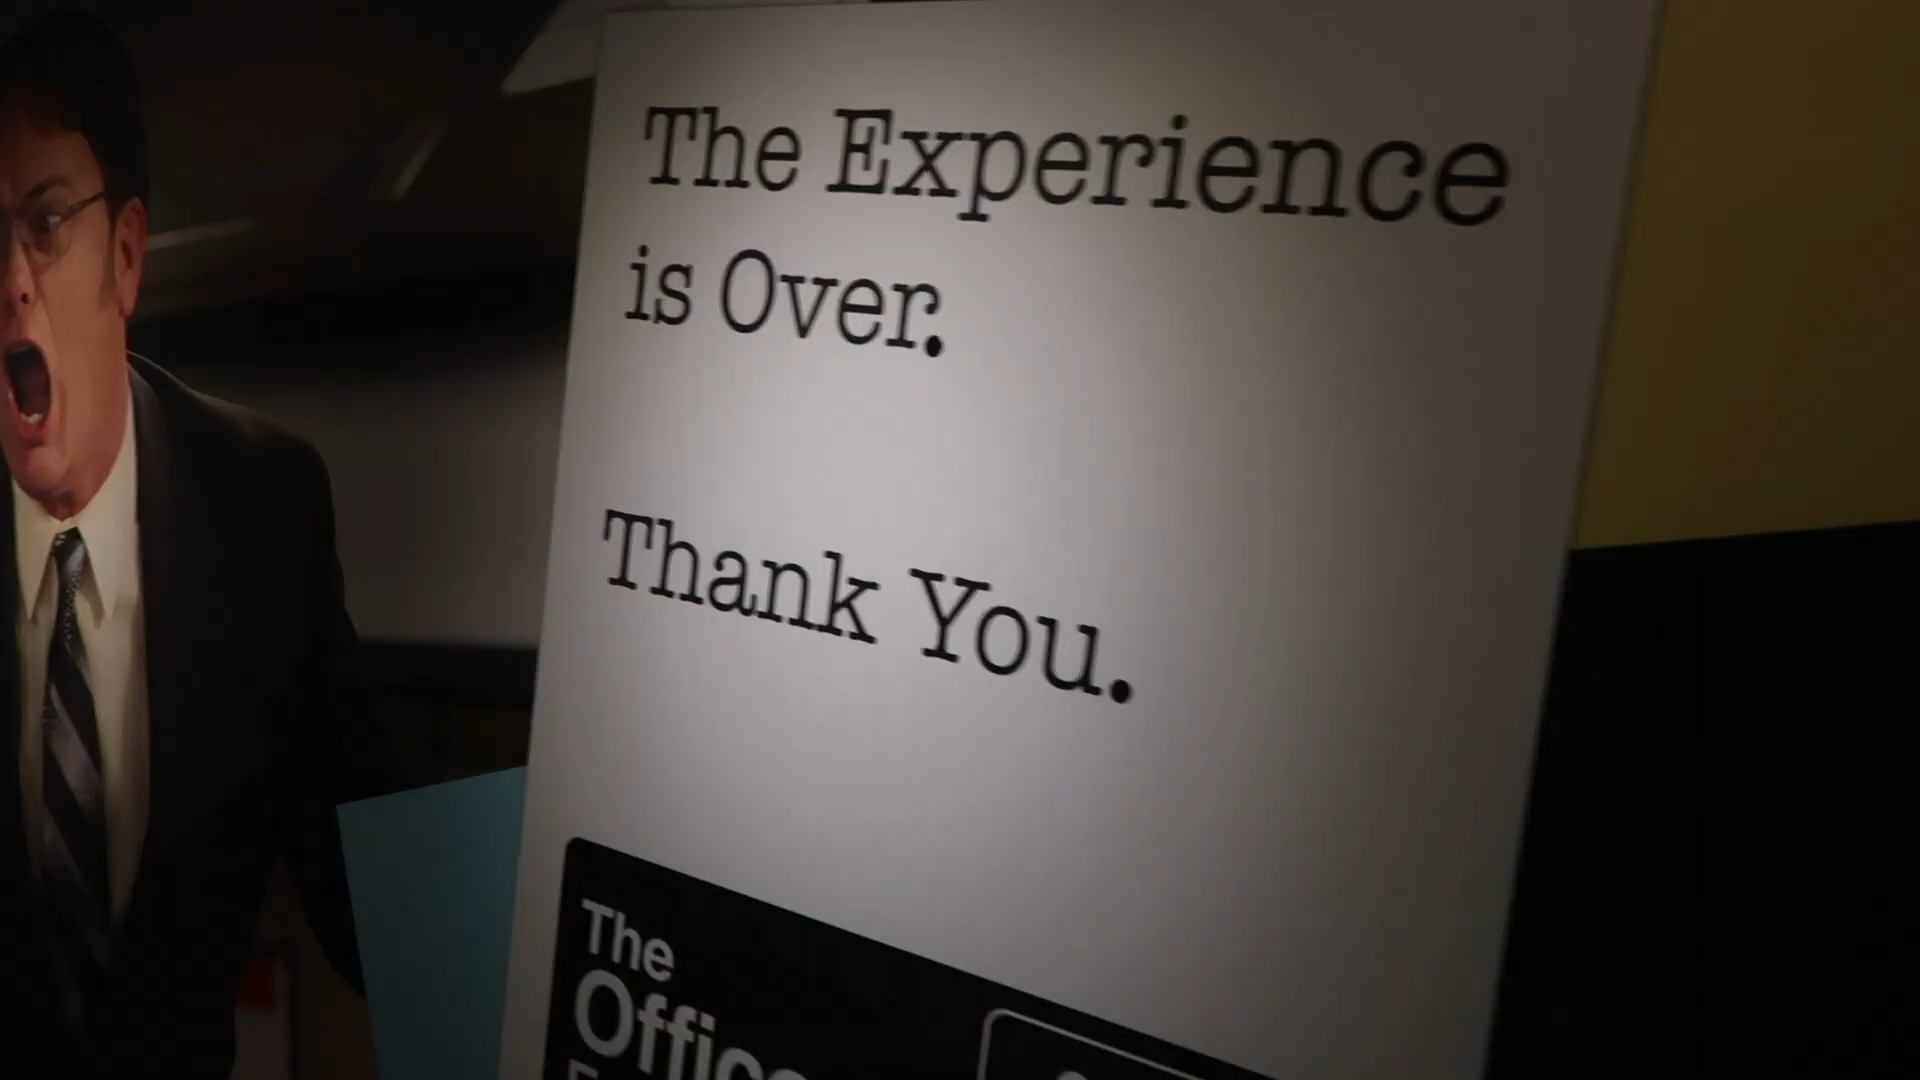 The Experience
is Over.
Thank You.
The